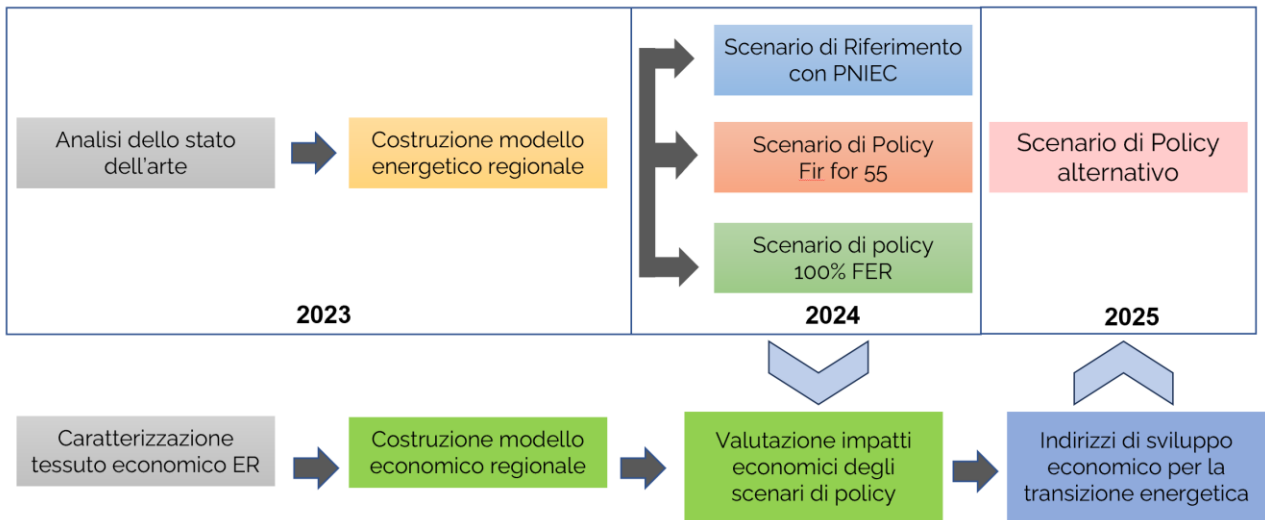 Analisi dello stato
dell'arte
Costruzione modello
energetico regionale
2023
Scenario di Riferimento
con PNIEC
Scenario di Policy
Fir for 55
Scenario di policy
100% FER
2024
Scenario di Policy
alternativo
2025
Caratterizzazione
tessuto economico ER
Costruzione modello
economico regionale
Valutazione impatti
economici degli
scenari di policy
Indirizzi di sviluppo
economico per la
transizione energetica